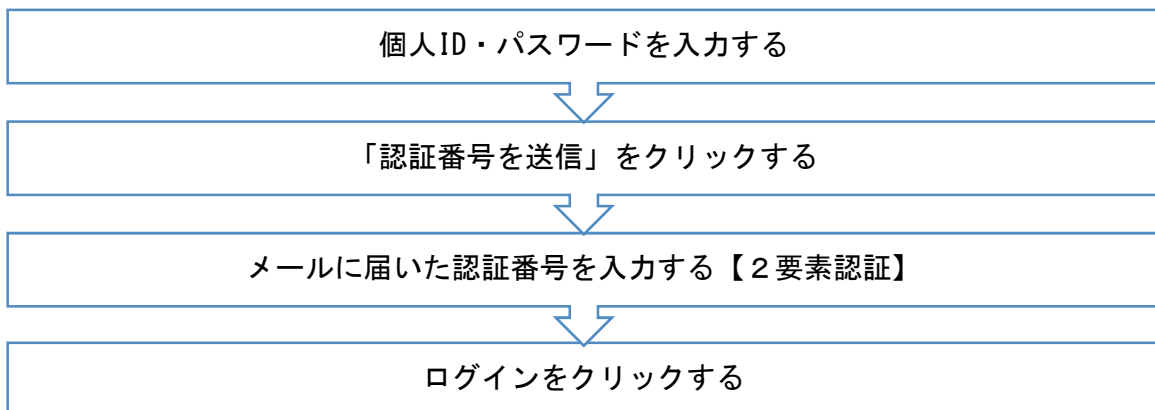 個人ID・パスワードを入力する
「認証番号を送信」をクリックする
メールに届いた認証番号を入力する【２要素認証】
ログインをクリックする